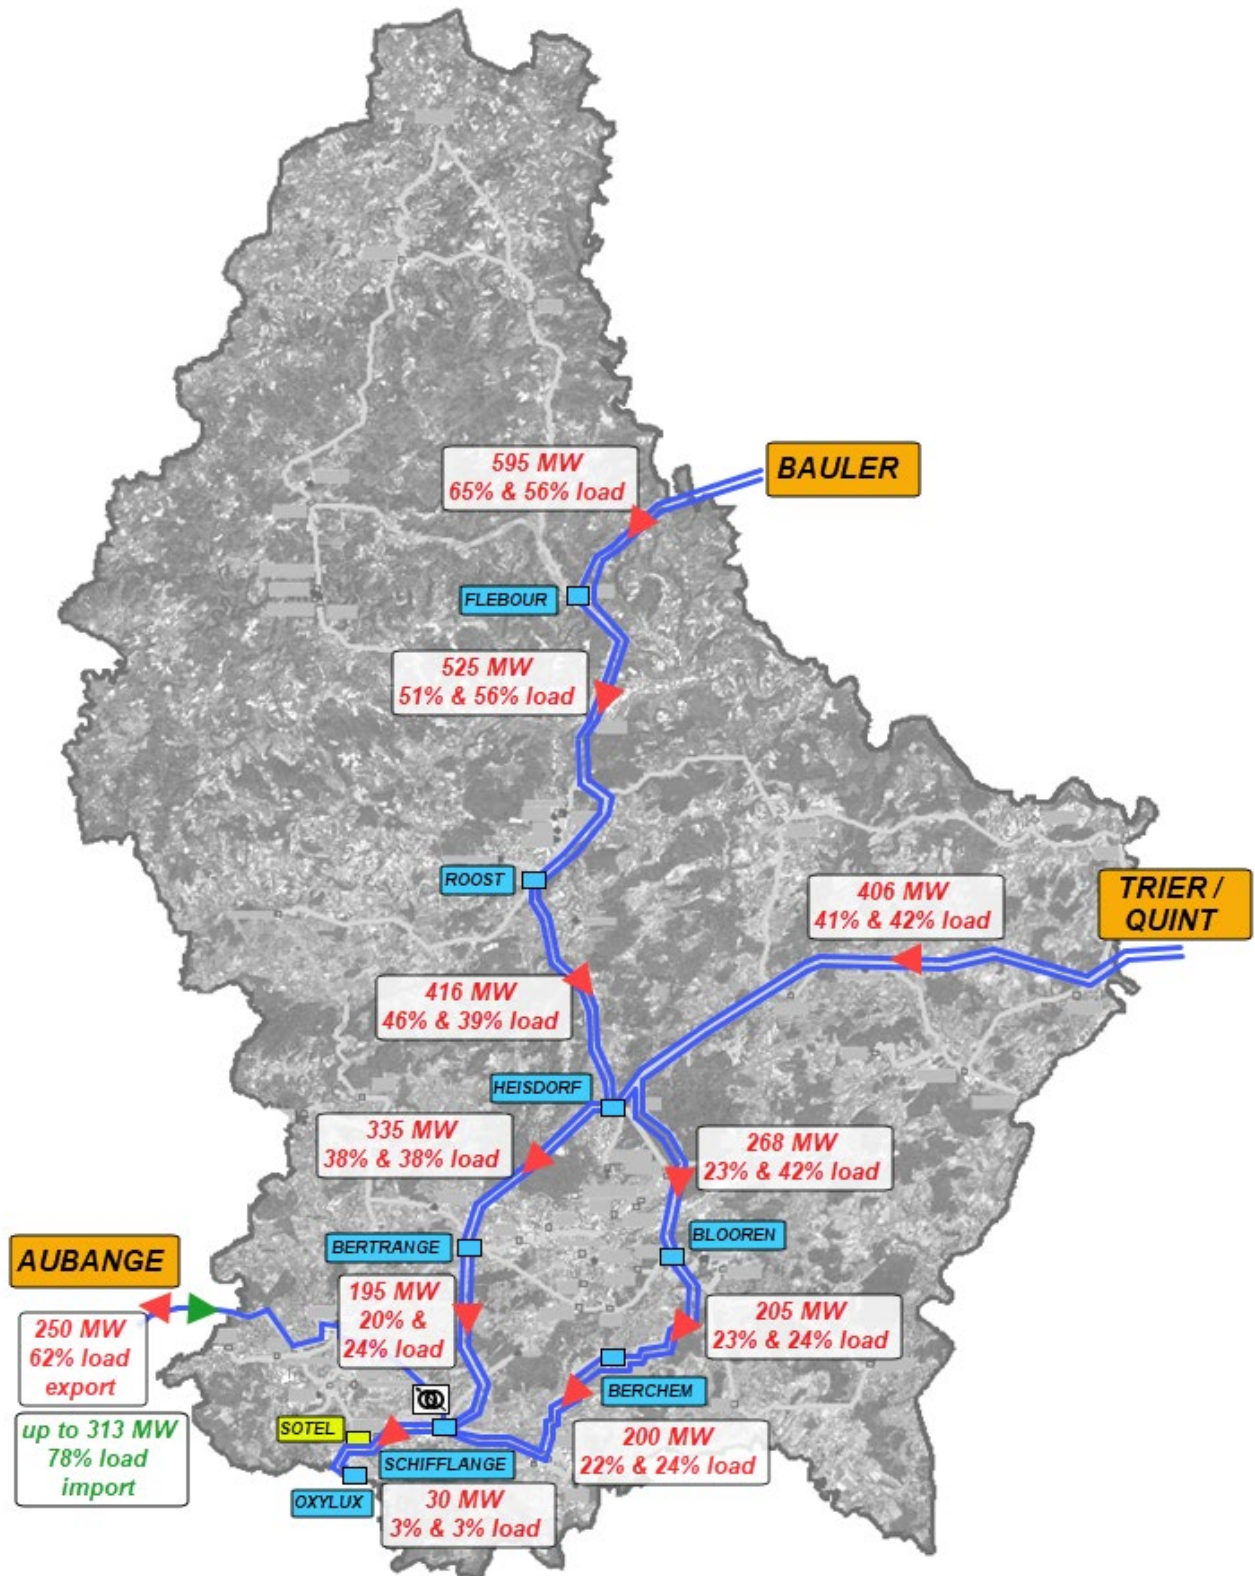 595 MW
65% & 56% load
BAULER
FLEBOUR
525 MW
51% & 56% load
ROOST
406 MW
41% & 42% load
TRIER /
QUINT
416 MW
46% & 39% load
HEISDORF
335 MW
38% & 38% load
268 MW
23% & 42% load
BERTRANGE
BLOOREN
AUBANGE
195 MW
20% &
24% load
205 MW
23% & 24% load
250 MW
62% load
export
BERCHEM
up to 313 MW
78% load
import
SOTEL
SCHIFFLANGE
200 MW
22% & 24% load
OXYLUX
30 MW
3% & 3% load